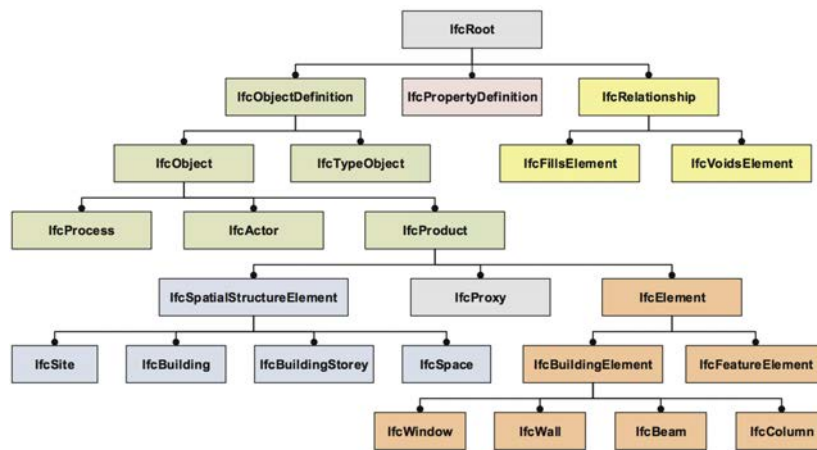 IfcRoot
IfcObjectDefinition
IfcPropertyDefinition
IfcRelationship
IfcObject
IfcTypeObject
IfcFillsElement
IfcVoidsElement
IfcProcess
IfcActor
IfcProduct
IfcSpatialStructureElement
IfcProxy
IfcElement
IfcSite
IfcBuilding
IfcBuildingStorey
IfcSpace
IfcBuildingElement
IfcFeatureElement
IfcWindow
IfcWall
IfcBeam
IfcColumn